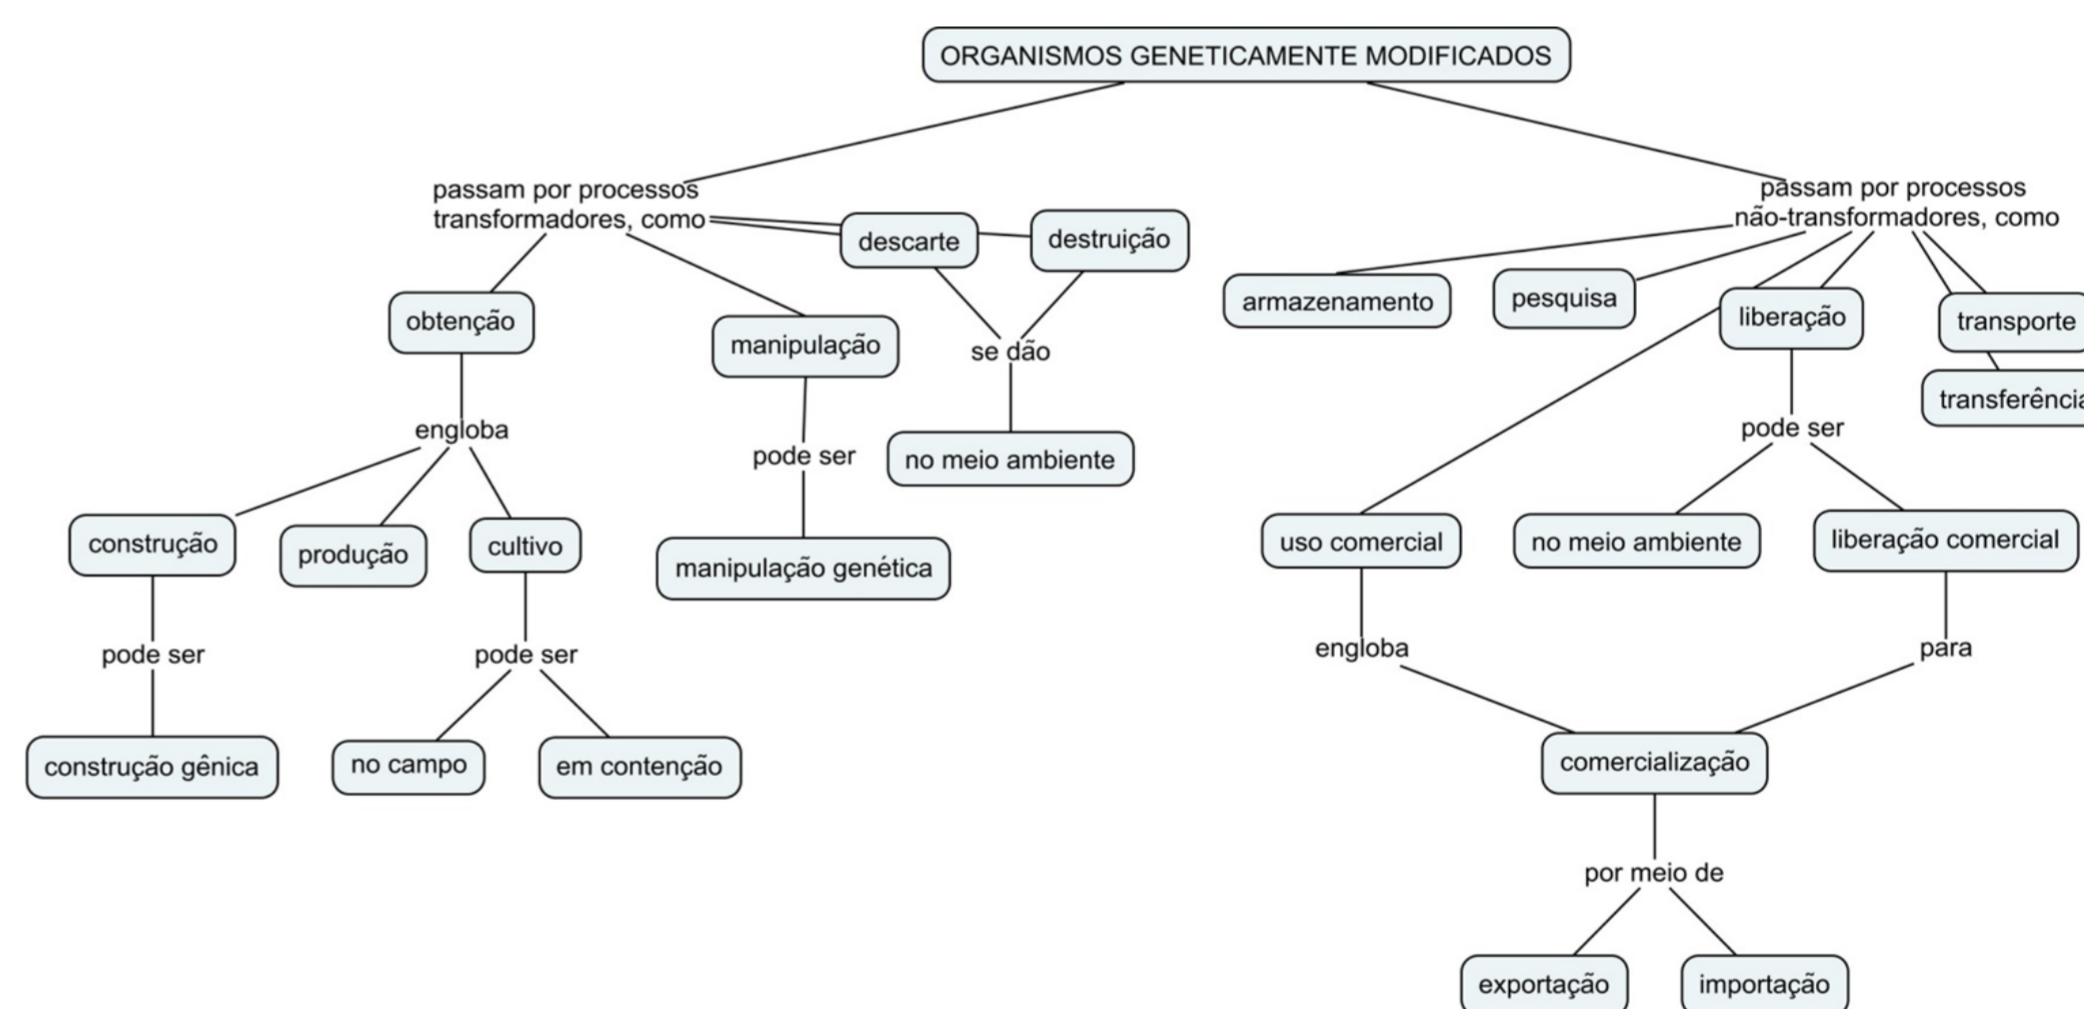 ORGANISMOS GENETICAMENTE MODIFICADOS
passam por processos
transformadores, como
passam por processos
não-transformadores, como
descarte
destruição
obtenção
manipulação
se dão
armazenamento
pesquisa
liberação
transporte
transferência
engloba
pode ser
no meio ambiente
pode ser
construção
produção
cultivo
manipulação genética
uso comercial
no meio ambiente
liberação comercial
pode ser
pode ser
engloba
para
construção gênica
no campo
em contenção
comercialização
por meio de
exportação
importação